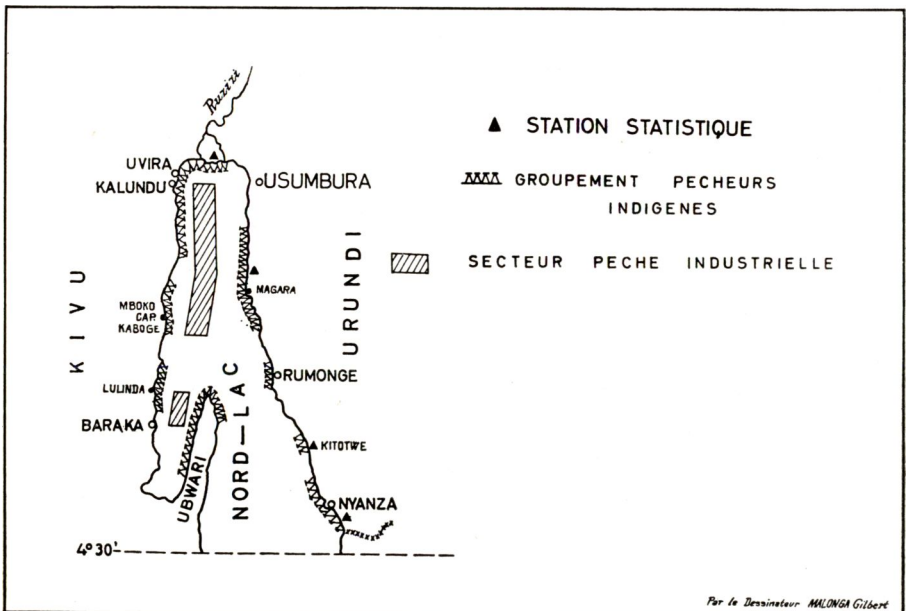 Ruzizi
UVIRA
KALUNDU
USUMBURA
KIVU
MBOKO
CAP.
KABOGE
MAGARA
URUNDI
LULINDA
BARAKA
NORD—LAC
RUMONGE
KITOTWE
UBWARI
NYANZA
4°30'
STATION STATISTIQUE
GROUPEMENT PECHEURS
INDIGENES
SECTEUR PECHE INDUSTRIELLE
Par le Dessinateur MALONGA Gilbert